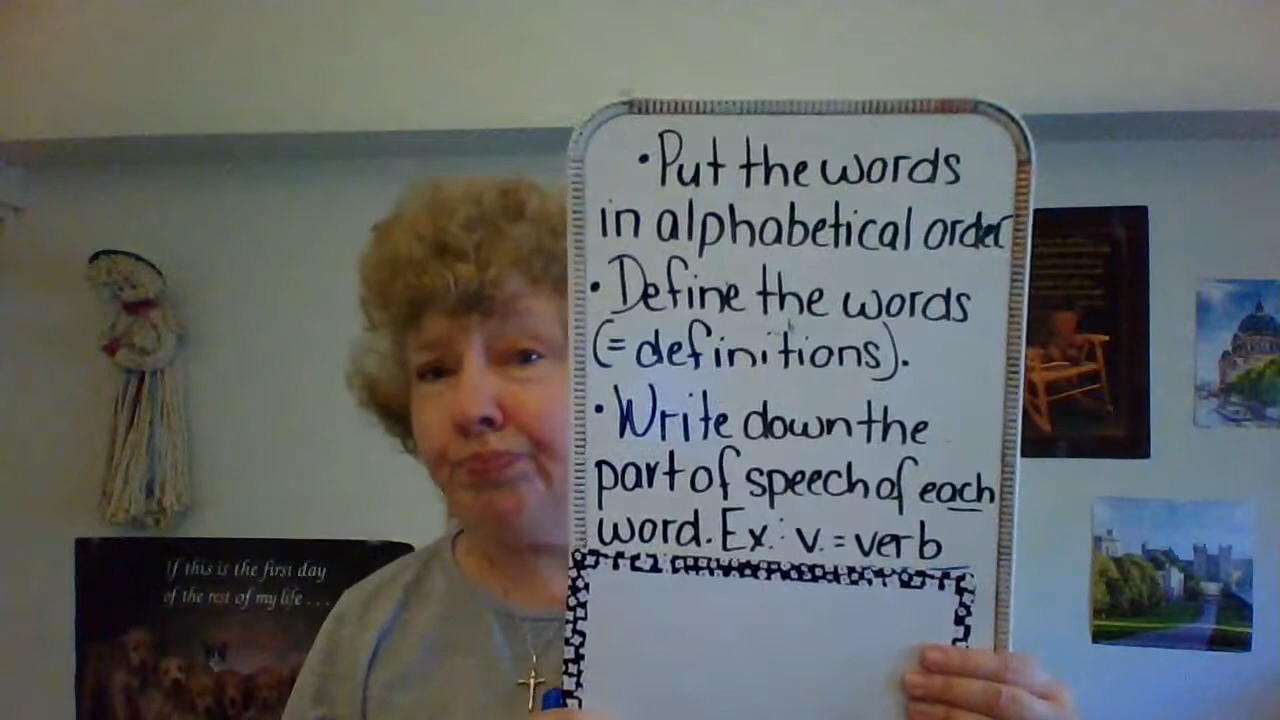 •Put the words
in alphabetical order
•Define the words
(= definitions).
•Write down the
part of speech of each
word. Ex.: v. = verb
If this is the first day
of the rest of my life . . .